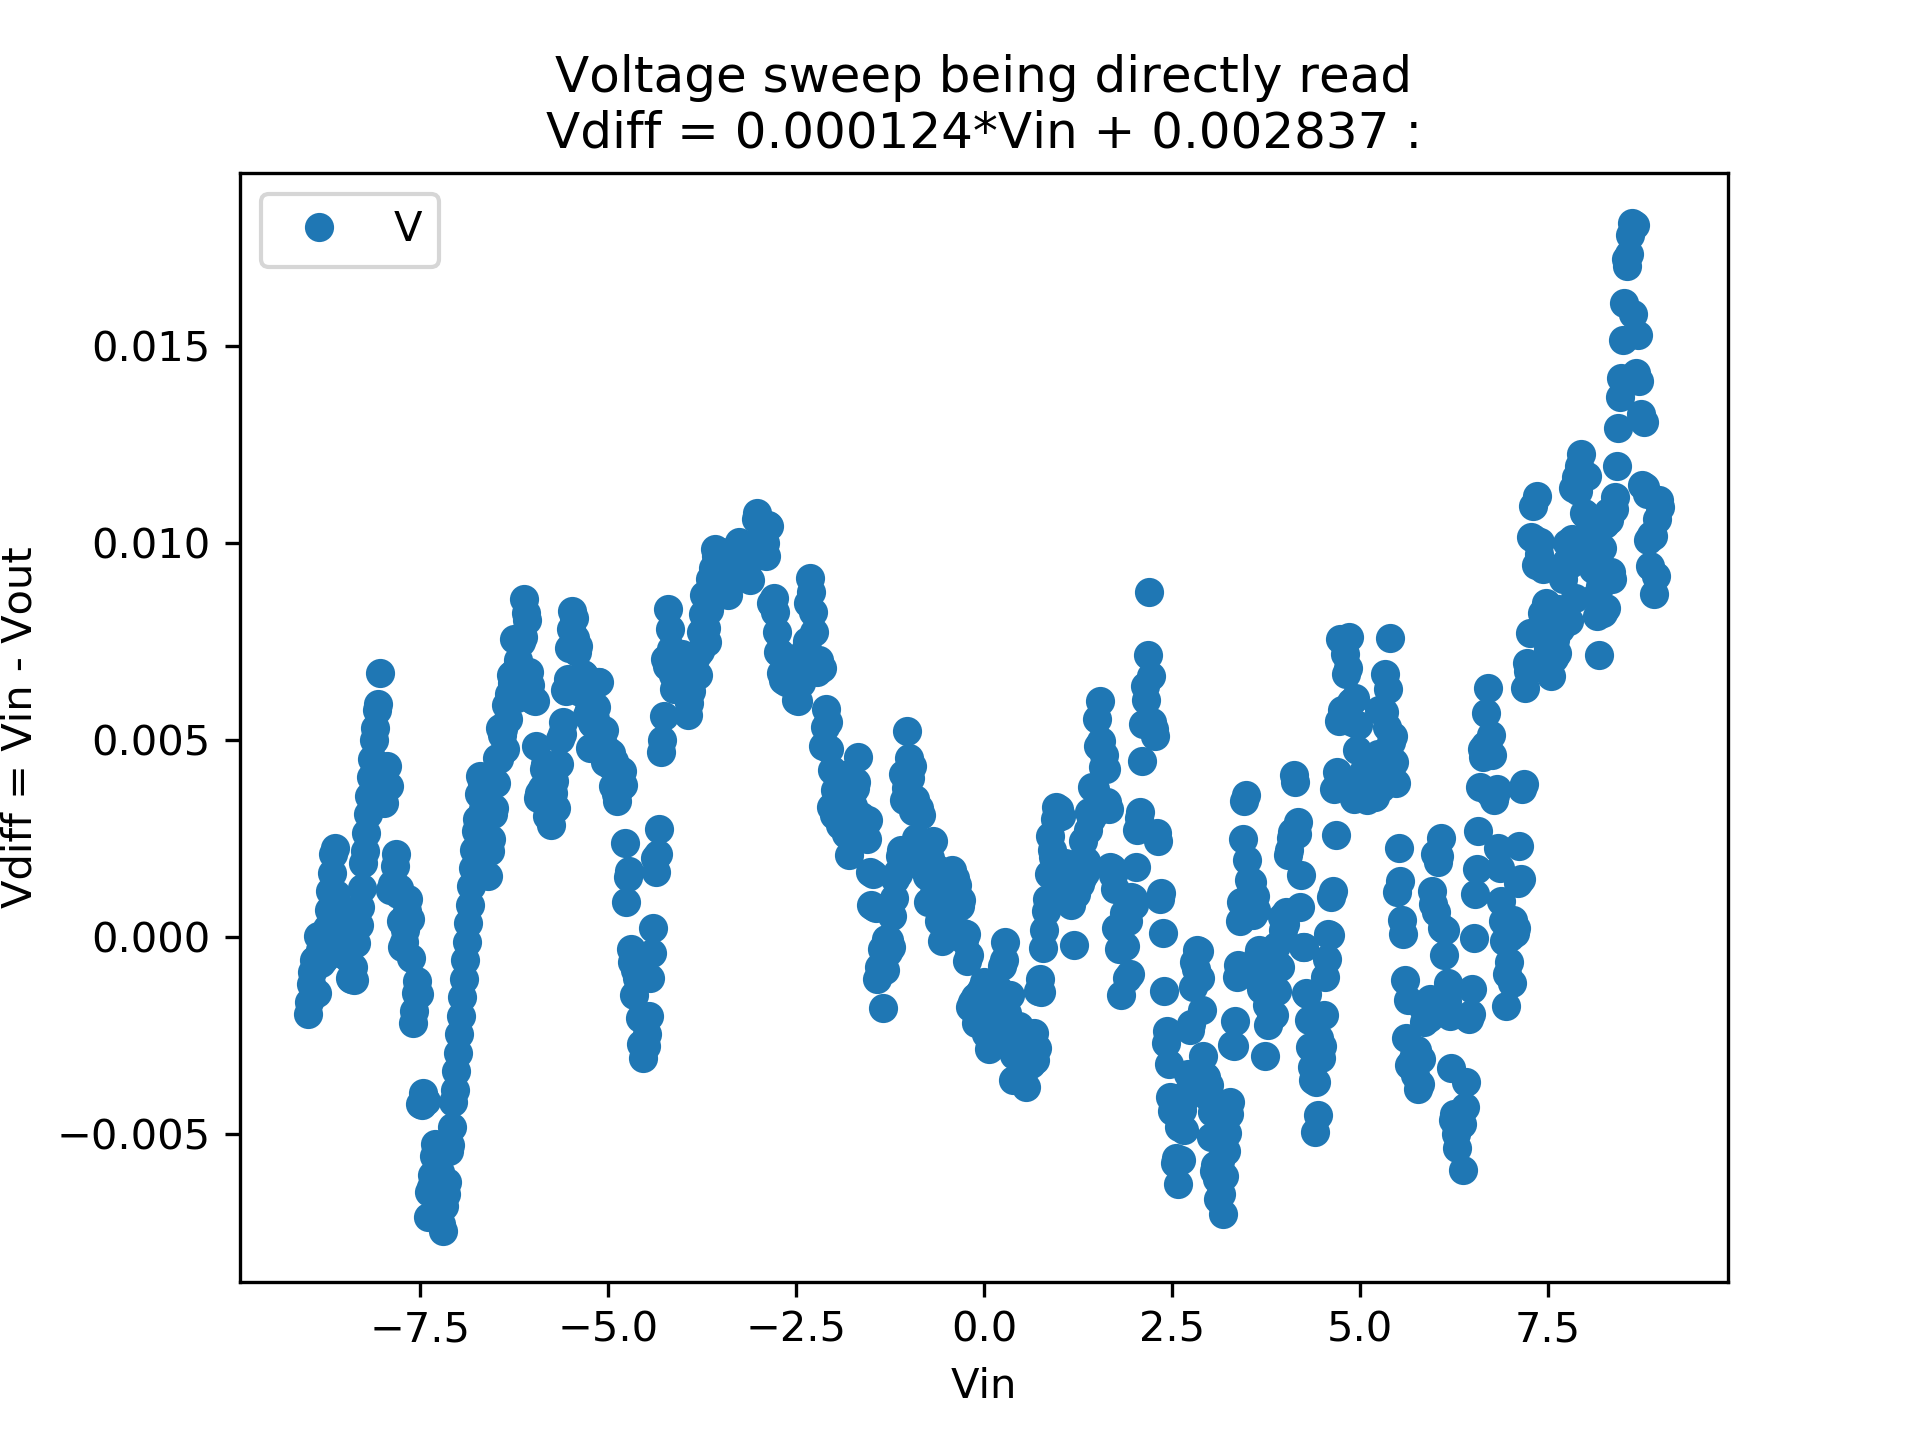 Voltage sweep being directly read
Vdiff = 0.000124*Vin + 0.002837 :
V
0.015
0.010
0.005
0.000
−0.005
Vdiff = Vin - Vout
−7.5
−5.0
−2.5
0.0
2.5
5.0
7.5
Vin